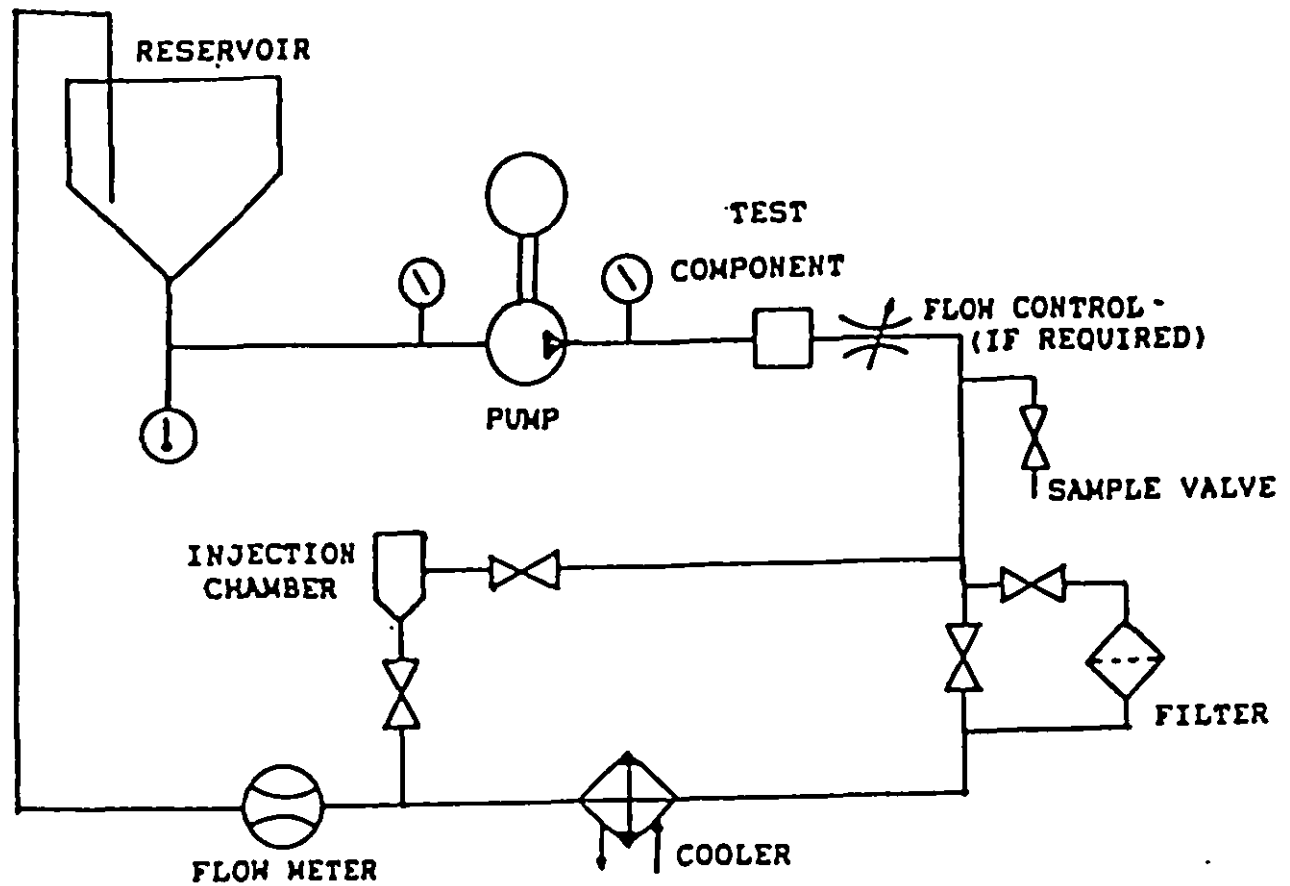 RESERVOIR
TEST
COMPONENT
FLOW CONTROL-
(IF REQUIRED)
PUMP
SAMPLE VALVE
INJECTION
CHAMBER
FILTER
COOLER
FLOW METER